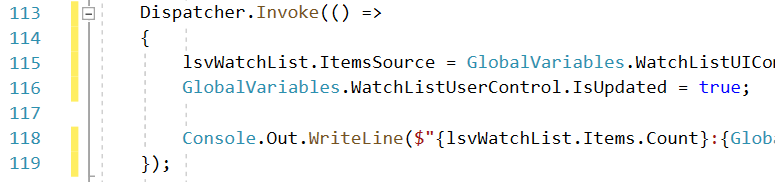 113 Dispatcher.Invoke(() =>
114 {
115 lsvWatchList.ItemsSource = GlobalVariables.WatchListUICon
116 GlobalVariables.WatchListUserControl.IsUpdated = true;
117
118 Console.Out.WriteLine($"{lsvWatchList.Items.Count}:{Globa
119 });